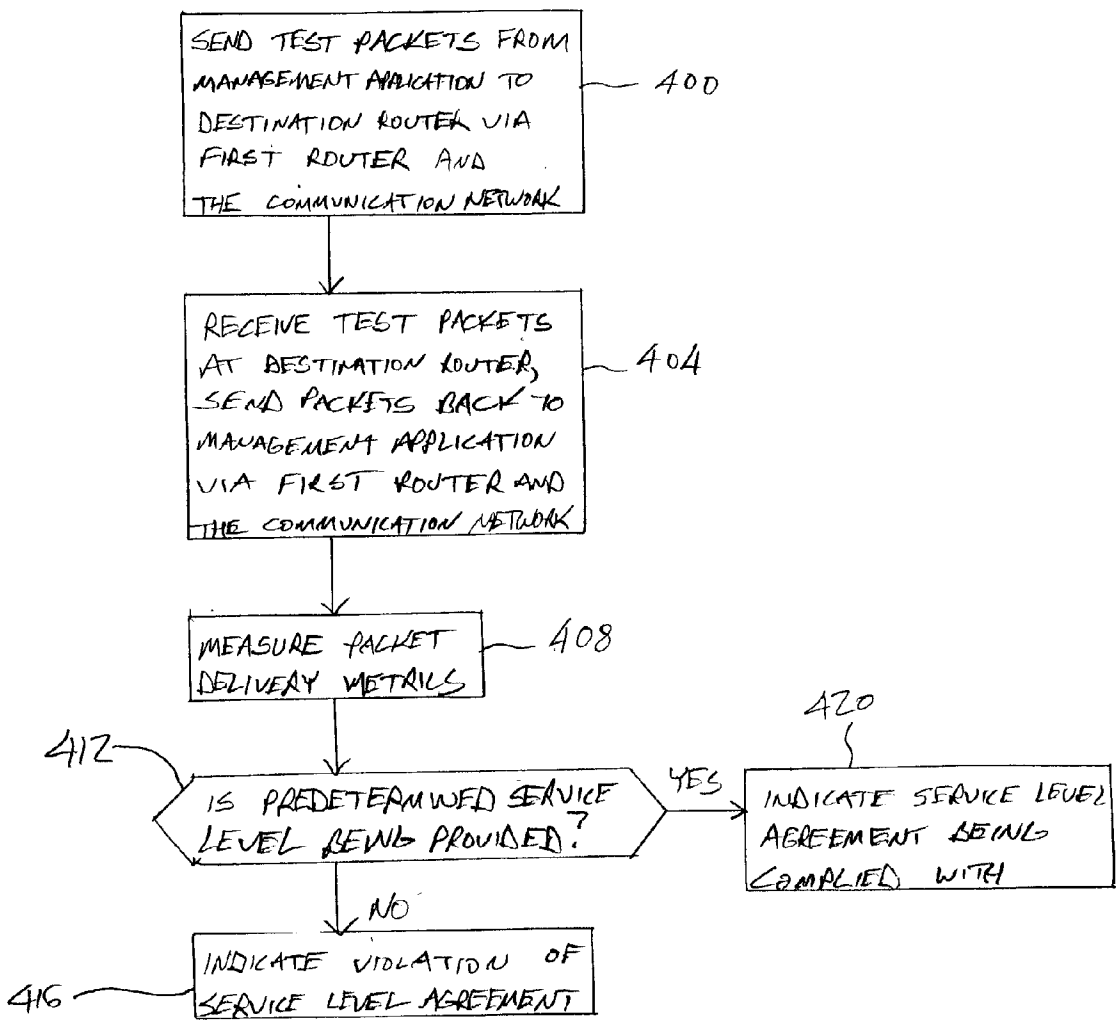 SEND TEST PACKETS FROM
MANAGEMENT APPLICATION TO
DESTINATION ROUTER VIA
FIRST ROUTER AND
THE COMMUNICATION NETWORK
400
RECEIVE TEST PACKETS
AT DESTINATION ROUTER,
SEND PACKETS BACK TO
MANAGEMENT APPLICATION
VIA FIRST ROUTER AND
THE COMMUNICATION NETWORK
404
MEASURE PACKET
DELIVERY METRICS
408
412
IS PREDETERMINED SERVICE
LEVEL BEING PROVIDED?
YES
420
INDICATE SERVICE LEVEL
AGREEMENT BEING
COMPLIED WITH
NO
INDICATE VIOLATION OF
SERVICE LEVEL AGREEMENT
416